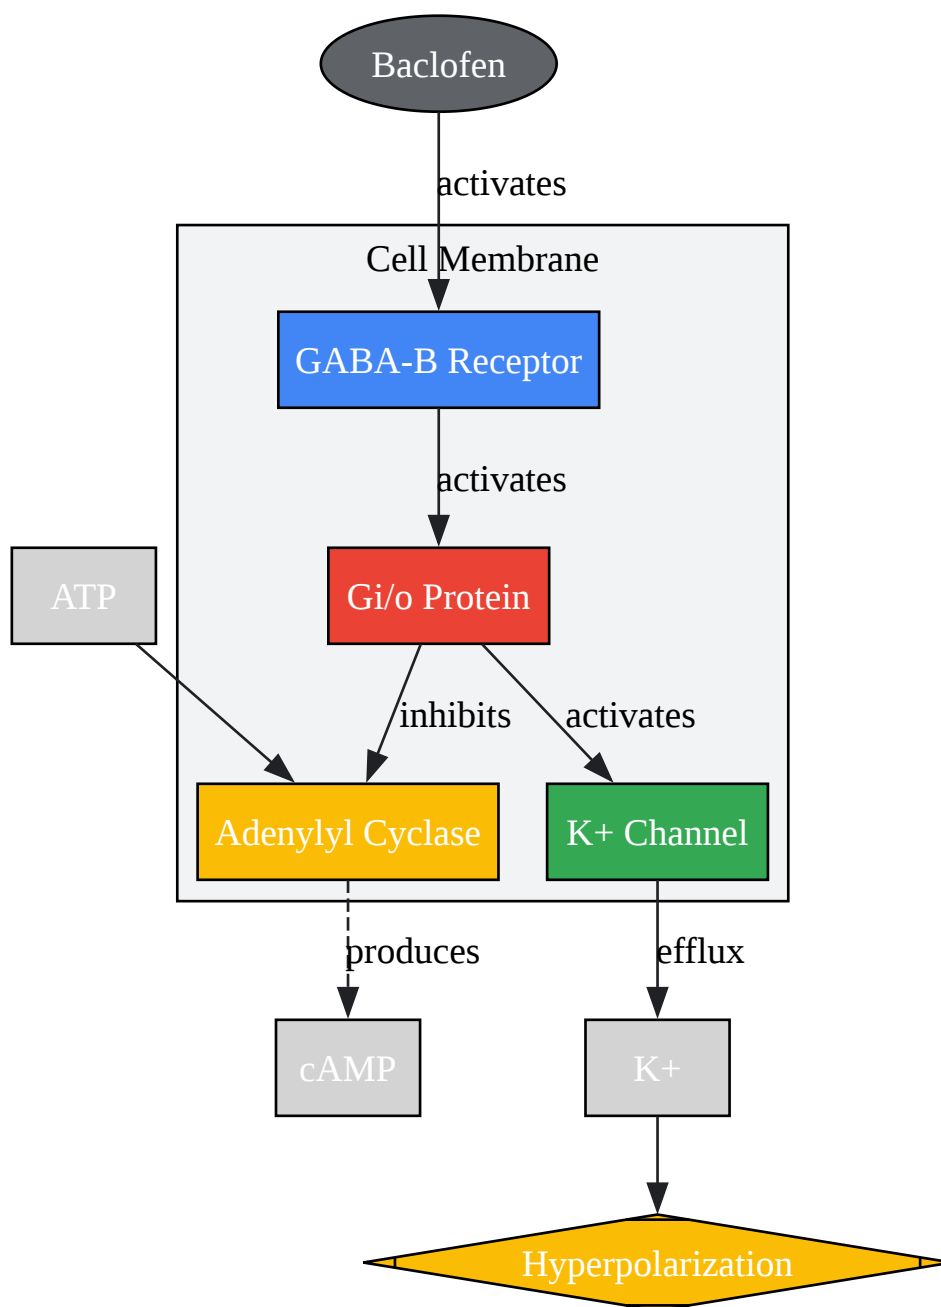 Baclofen
activates
Cell Membrane
GABA-B Receptor
activates
ATP
Gi/o Protein
inhibits
activates
Adenylyl Cyclase
K+ Channel
produces
efflux
cAMP
K+
Hyperpolarization